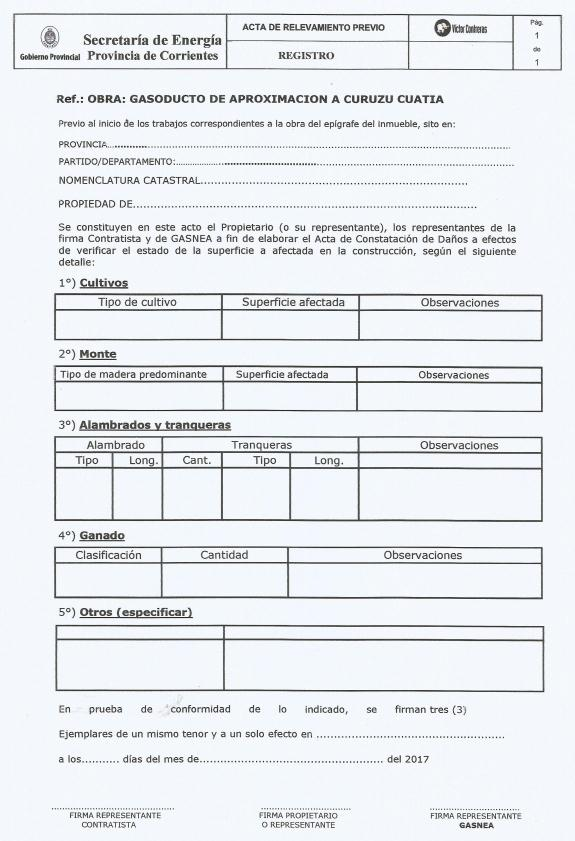 Gobierno Provincial
Secretaría de Energía
Provincia de Corrientes
ACTA DE RELEVAMIENTO PREVIO
REGISTRO
Víctor Contreras
Pág.
1
de
1
Ref.: OBRA: GASODUCTO DE APROXIMACION A CURUZU CUATIA
Previo al inicio de los trabajos correspondientes a la obra del epígrafe del inmueble, sito en:
PROVINCIA....................................................................................................
PARTIDO/DEPARTAMENTO:....................................................................................
NOMENCLATURA CATASTRAL..............................................................
PROPIEDAD DE................................................................................
Se constituyen en este acto el Propietario (o su representante), los representantes de la
firma Contratista y de GASNEA a fin de elaborar el Acta de Constatación de Daños a efectos
de verificar el estado de la superficie a afectada en la construcción, según el siguiente
detalle:
1°) Cultivos
Tipo de cultivo Superficie afectada Observaciones
2°) Monte
Tipo de madera predominante Superficie afectada Observaciones
3°) Alambrados y tranqueras
Alambrado Tranqueras Observaciones
Tipo Long. Cant. Tipo Long.
4°) Ganado
Clasificación Cantidad Observaciones
5°) Otros (especificar)
En prueba de conformidad de lo indicado, se firman tres (3)
Ejemplares de un mismo tenor y a un solo efecto en ............................................
a los.......... días del mes de........................................... del 2017
FIRMA REPRESENTANTE
CONTRATISTA
FIRMA PROPIETARIO
O REPRESENTANTE
FIRMA REPRESENTANTE
GASNEA